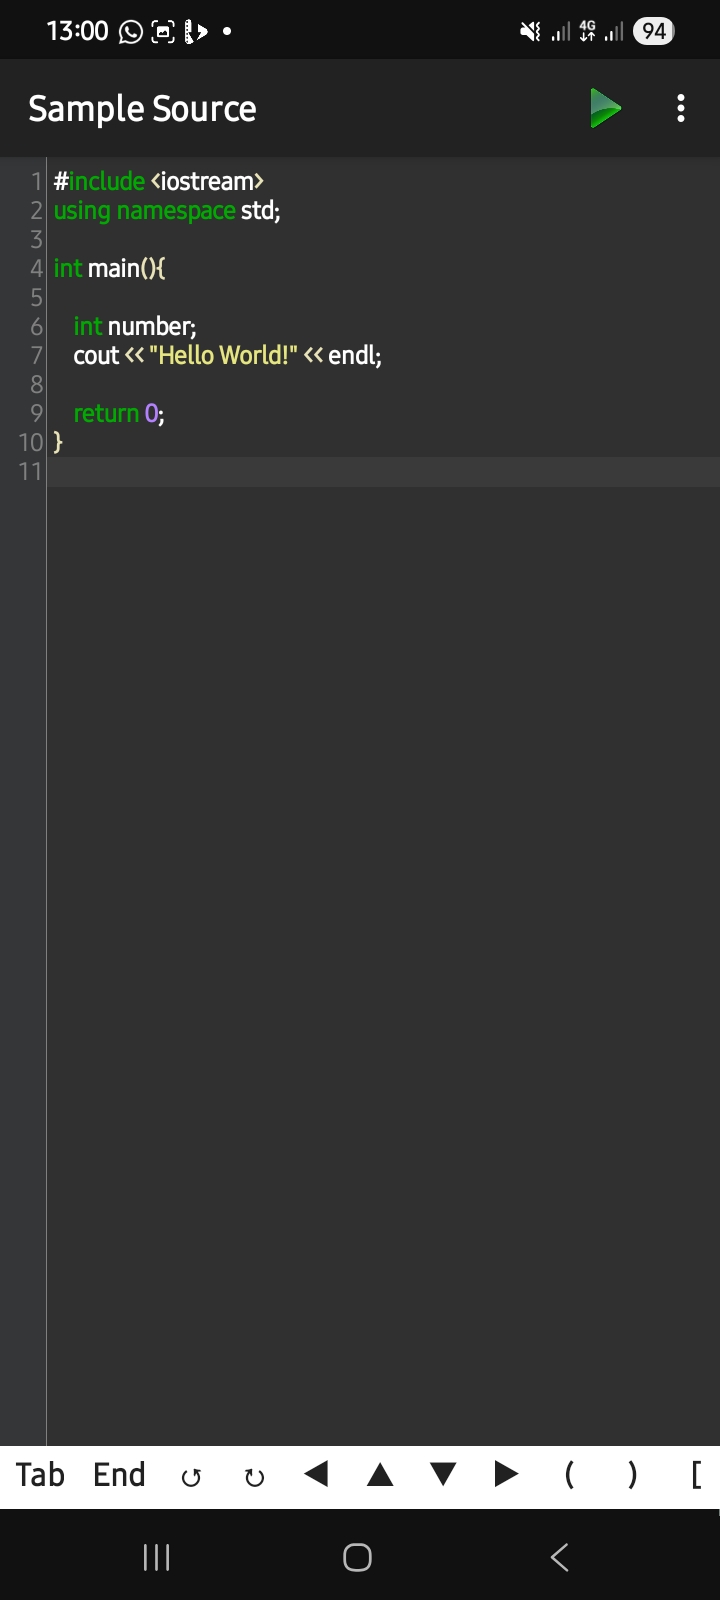 13:00 4G 94
Sample Source
1 #include <iostream>
2 using namespace std;
3
4 int main(){
5
6     int number;
7     cout << "Hello World!" << endl;
8
9     return 0;
10 }
11
Tab End ( ) [